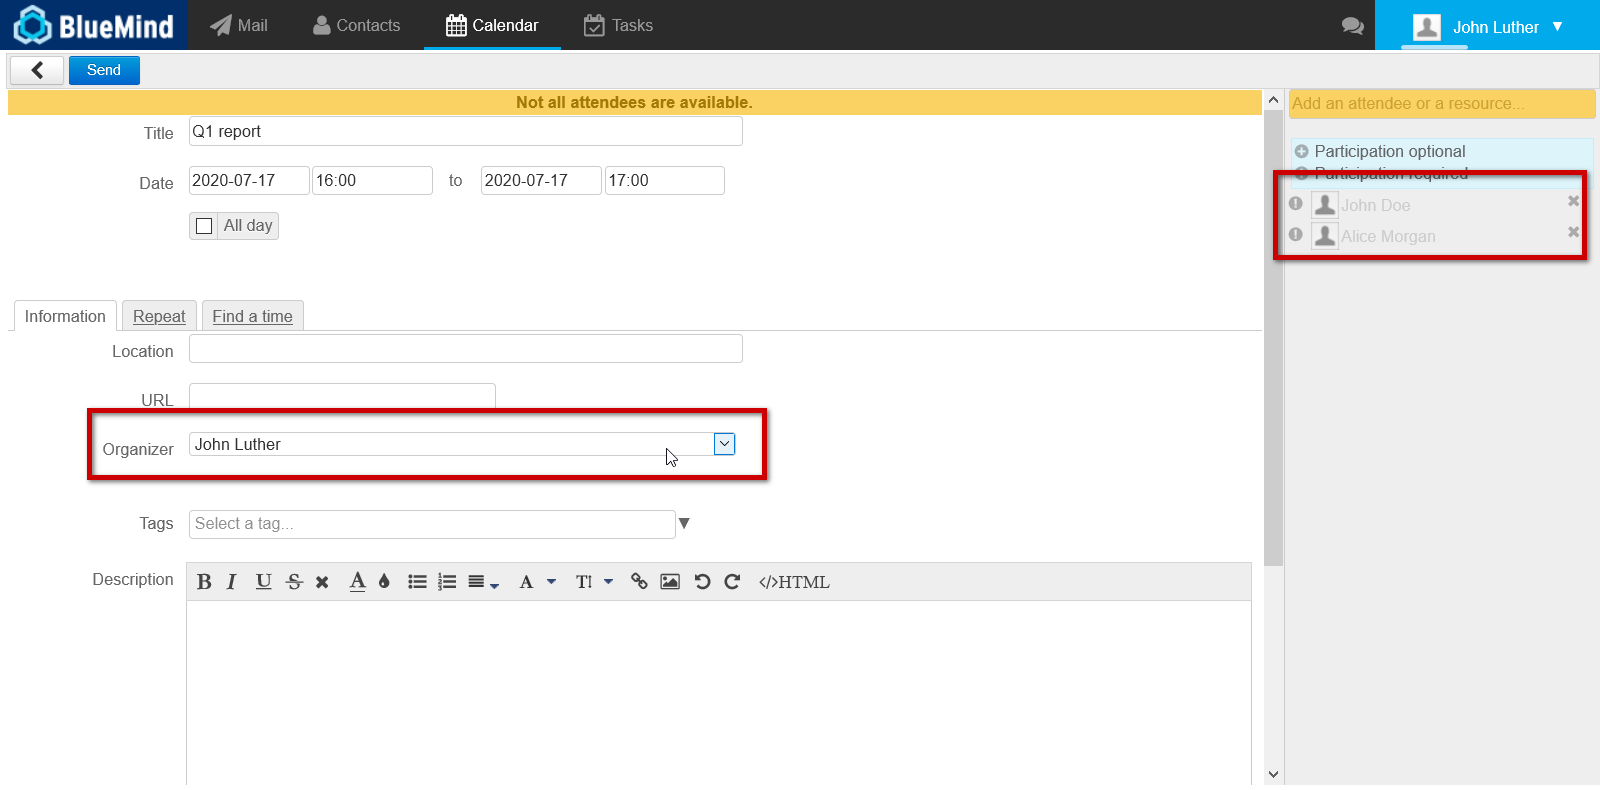 BlueMind
Mail
Contacts
Calendar
Tasks
John Luther
Send
Not all attendees are available.
Title
Q1 report
Date
2020-07-17
16:00
to
2020-07-17
17:00
All day
Information
Repeat
Find a time
Location
URL
Organizer
John Luther
Tags
Select a tag...
Description
B I U S A A T! </>HTML
Add an attendee or a resource...
Participation optional
Participation required
John Doe
Alice Morgan